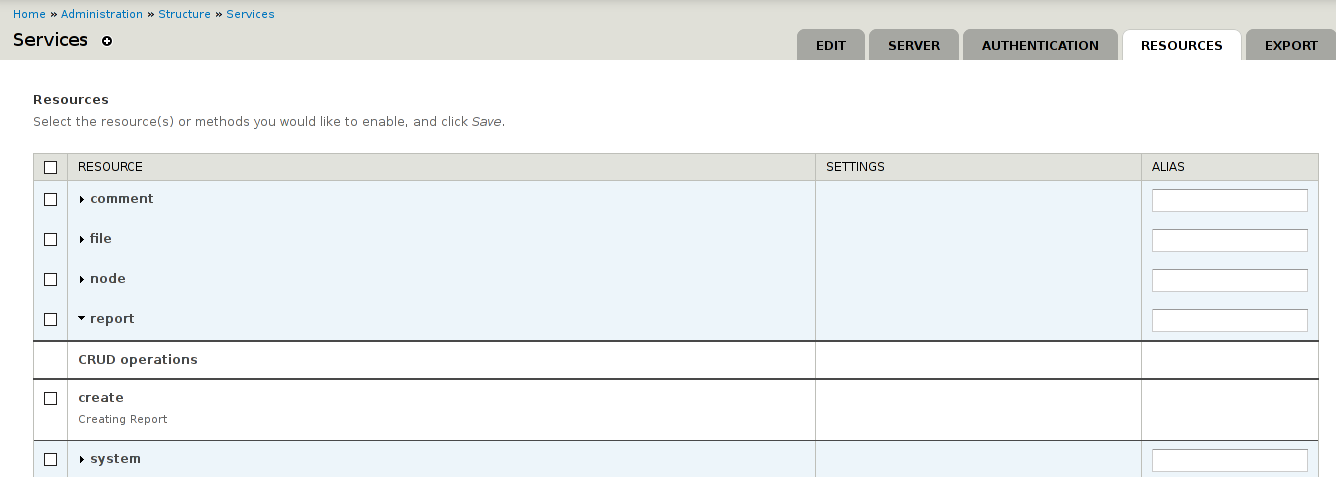 Home » Administration » Structure » Services
Services
EDIT SERVER AUTHENTICATION RESOURCES EXPORT
Resources
Select the resource(s) or methods you would like to enable, and click Save.
RESOURCE SETTINGS ALIAS
comment
file
node
report
CRUD operations
create
Creating Report
system